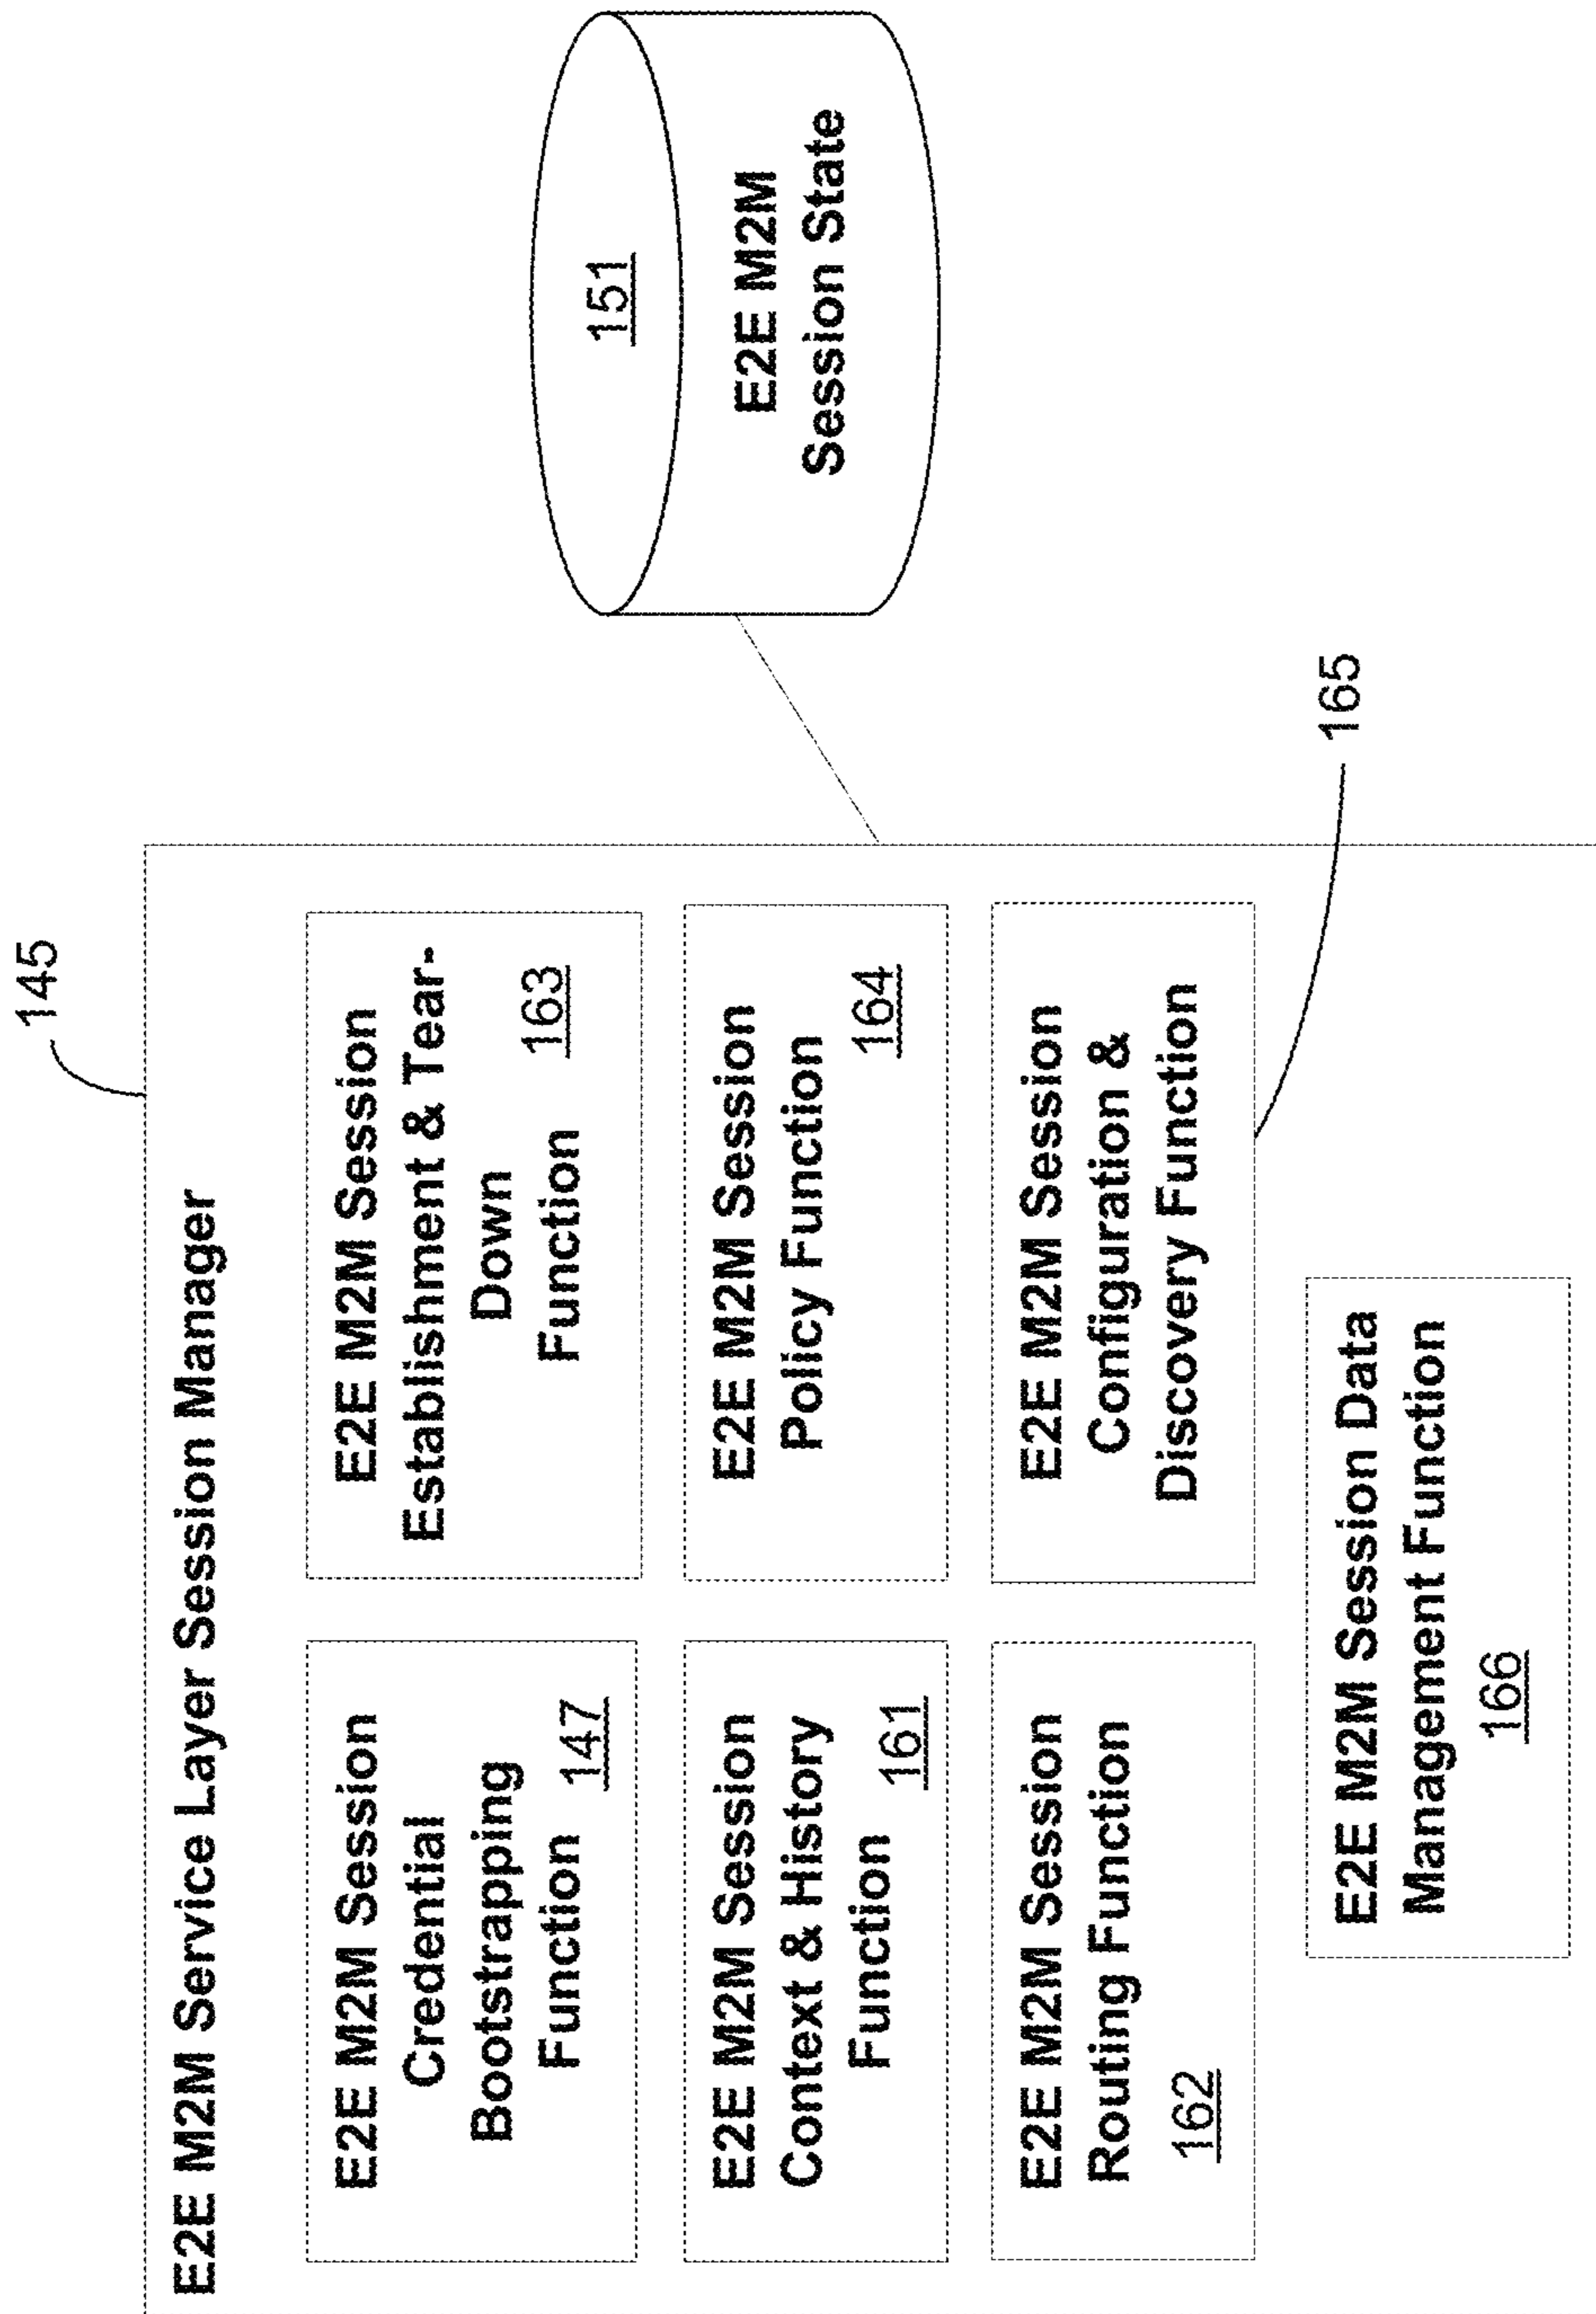 145
E2E M2M Service Layer Session Manager
E2E M2M Session
Credential
Bootstrapping
Function
147
E2E M2M Session
Establishment & Tear-
Down
Function
163
E2E M2M Session
Context & History
Function
161
E2E M2M Session
Policy Function
164
E2E M2M Session
Routing Function
162
E2E M2M Session
Configuration &
Discovery Function
165
E2E M2M Session Data
Management Function
166
151
E2E M2M
Session State